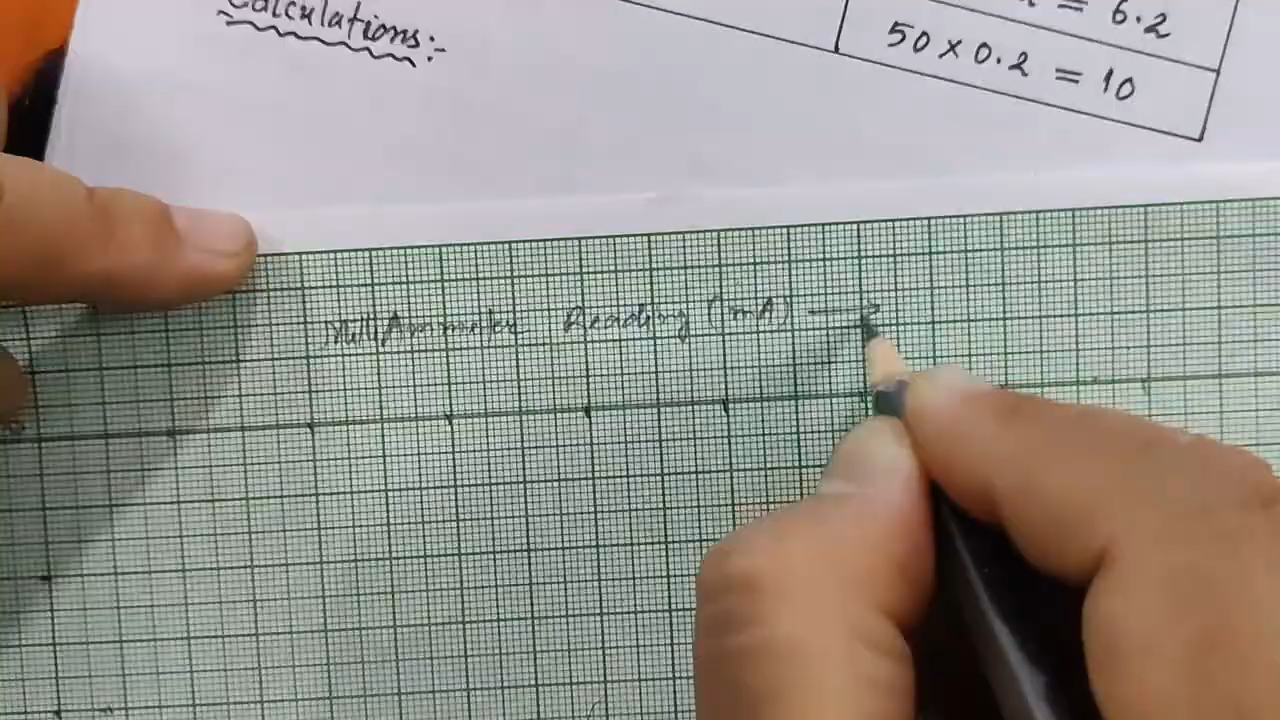 = 6.2
Calculations:-
50 x 0.2 = 10
MilliAmmeter Reading (mA) →